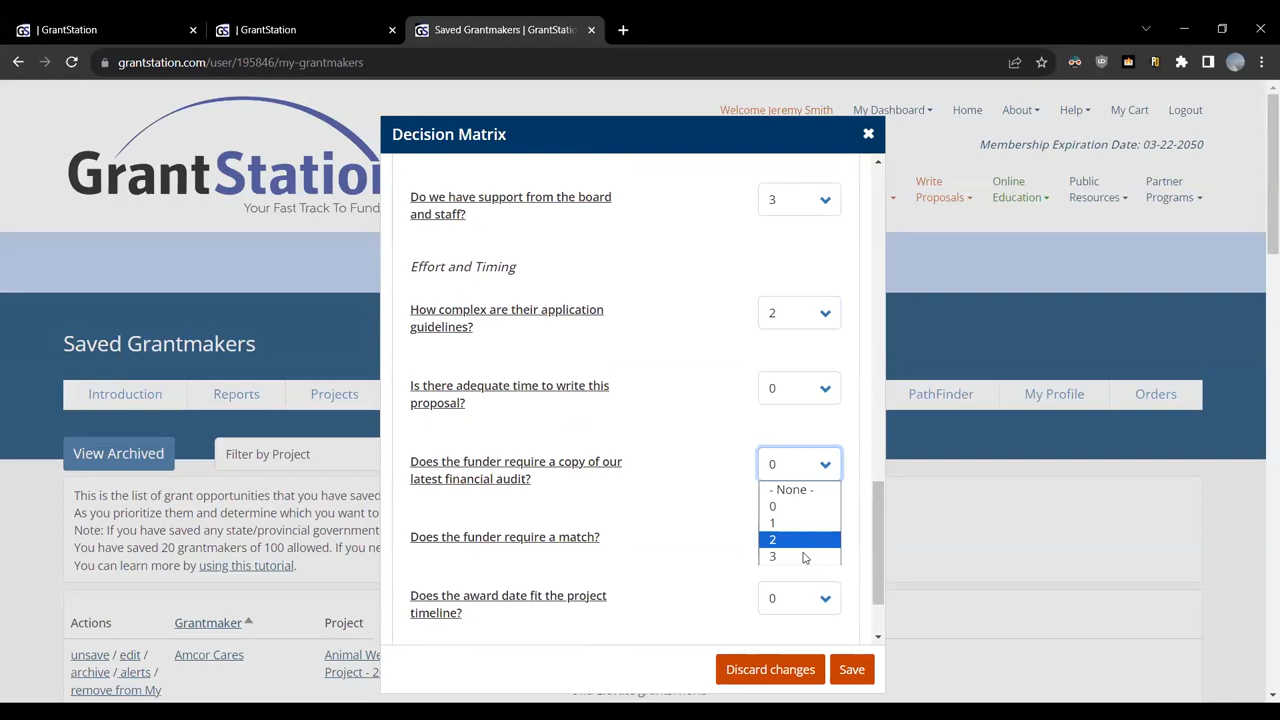 | GrantStation
| GrantStation
Saved Grantmakers | GrantStatio
grantstation.com/user/195846/my-grantmakers
Welcome Jeremy Smith
My Dashboard
Home
About
Help
My Cart
Logout
GrantStation
Your Fast Track To Fund
Membership Expiration Date: 03-22-2050
Write
Proposals
Online
Education
Public
Resources
Partner
Programs
Decision Matrix
Do we have support from the board
and staff?
3
Effort and Timing
How complex are their application
guidelines?
2
Is there adequate time to write this
proposal?
0
Does the funder require a copy of our
latest financial audit?
0
- None -
0
1
2
3
Does the funder require a match?
Does the award date fit the project
timeline?
0
Discard changes
Save
Saved Grantmakers
Introduction
Reports
Projects
PathFinder
My Profile
Orders
View Archived
Filter by Project
This is the list of grant opportunities that you have saved
As you prioritize them and determine which you want to
Note: If you have saved any state/provincial government
You have saved 20 grantmakers of 100 allowed. If you ne
You can learn more by using this tutorial.
Actions
Grantmaker
Project
unsave / edit /
archive / alerts /
remove from My
Amcor Cares
Animal We
Project - 2